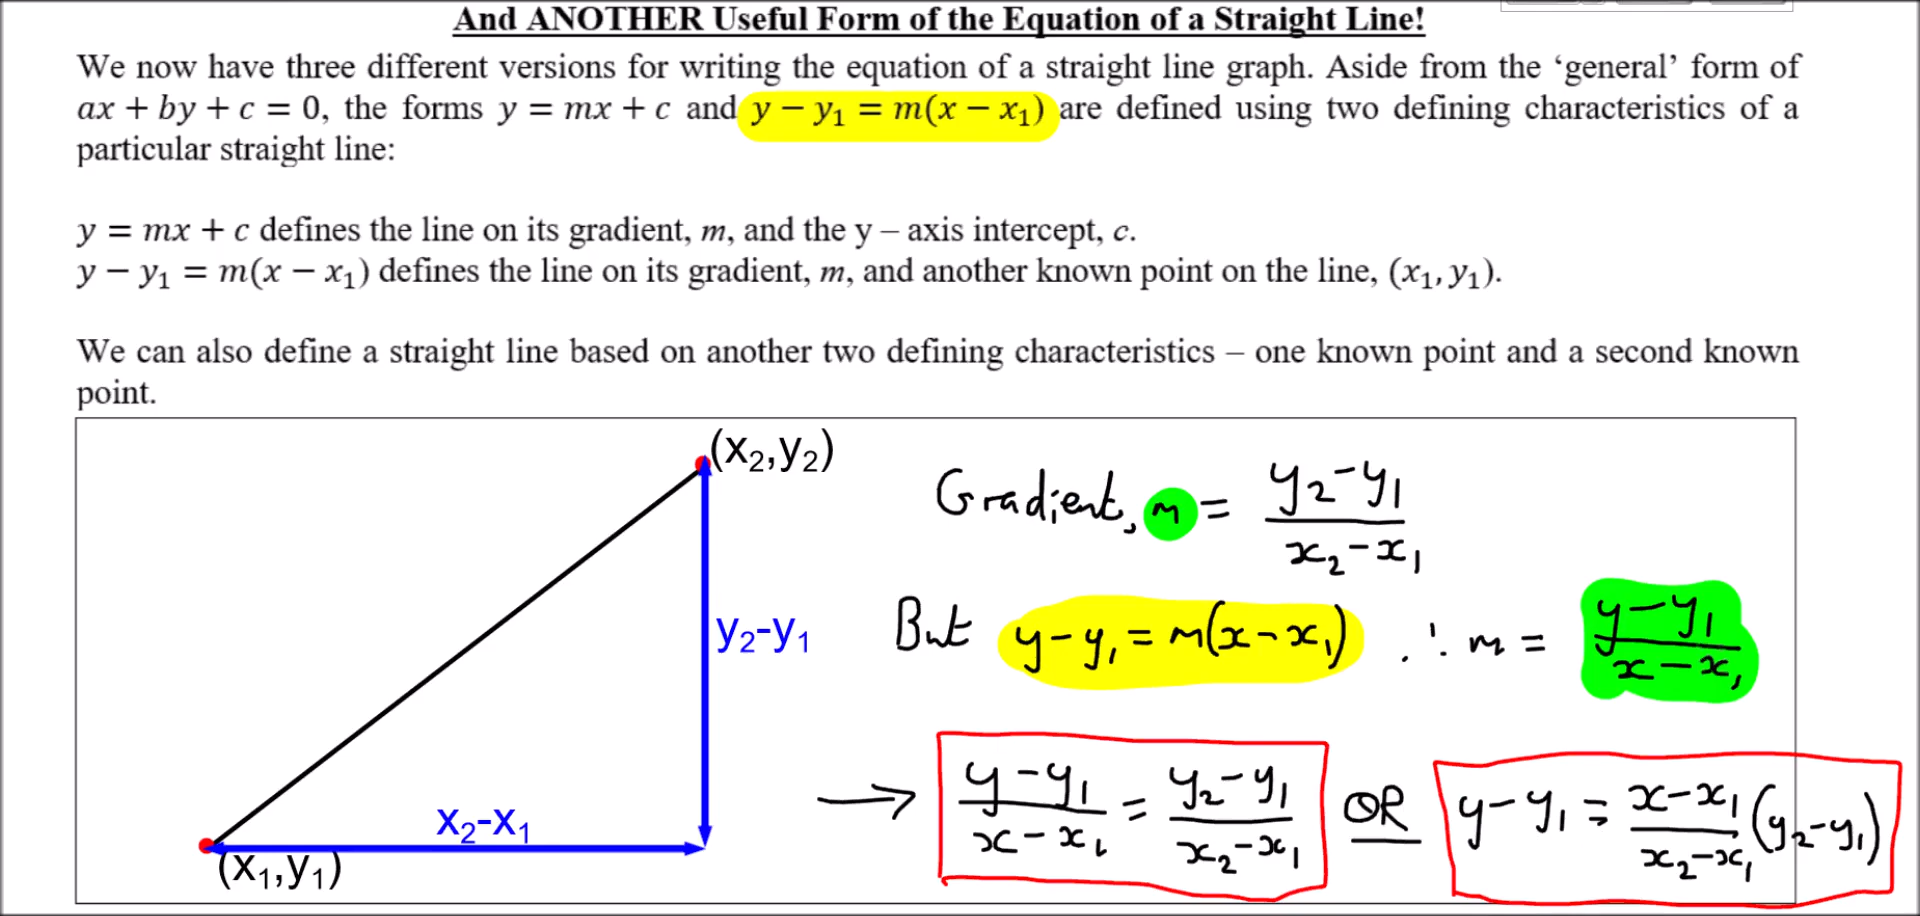 And ANOTHER Useful Form of the Equation of a Straight Line!
We now have three different versions for writing the equation of a straight line graph. Aside from the ‘general’ form of
ax + by + c = 0, the forms y = mx + c and y − y₁ = m(x − x₁) are defined using two defining characteristics of a
particular straight line:
y = mx + c defines the line on its gradient, m, and the y – axis intercept, c.
y − y₁ = m(x − x₁) defines the line on its gradient, m, and another known point on the line, (x₁, y₁).
We can also define a straight line based on another two defining characteristics – one known point and a second known
point.
(x₂,y₂)
y₂-y₁
x₂-x₁
(x₁,y₁)
Gradient, m = (y₂-y₁)/(x₂-x₁)
But y-y₁ = m(x-x₁) ∴ m = (y-y₁)/(x-x₁)
→ (y-y₁)/(x-x₁) = (y₂-y₁)/(x₂-x₁) OR y-y₁ = (x-x₁)/(x₂-x₁) (y₂-y₁)